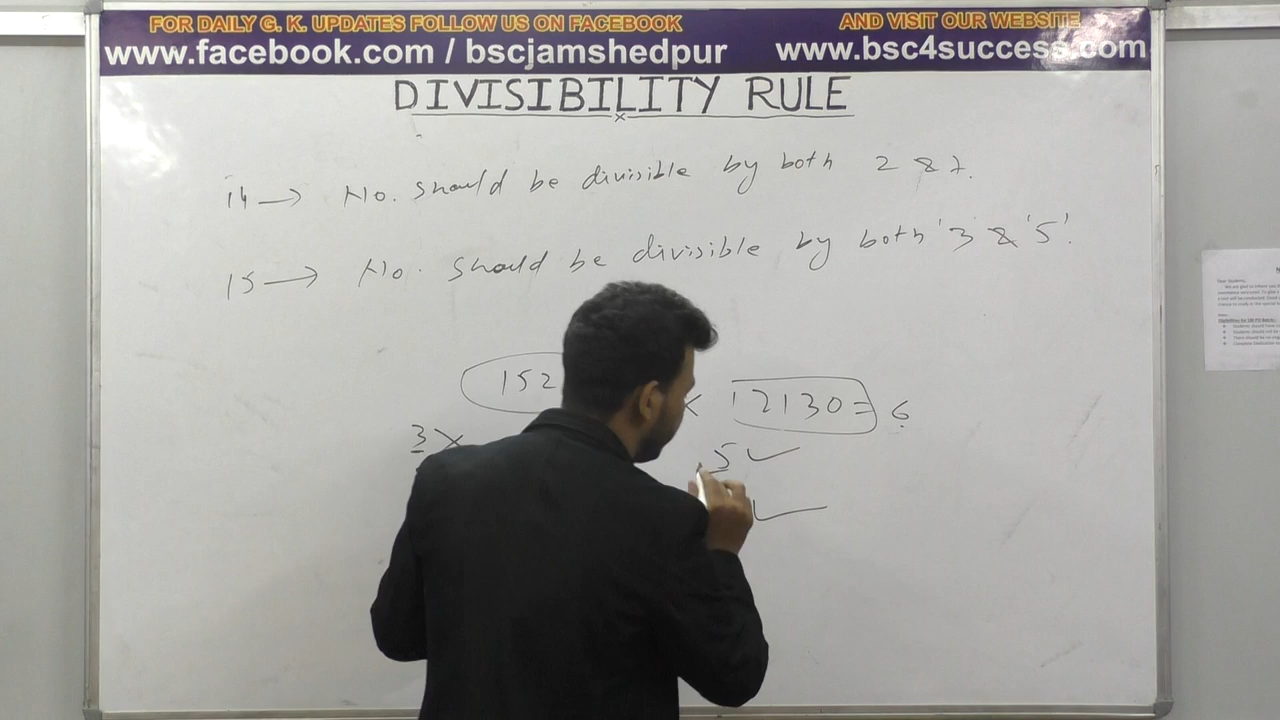 FOR DAILY G. K. UPDATES FOLLOW US ON FACEBOOK AND VISIT OUR WEBSITE
www.facebook.com / bscjamshedpur www.bsc4success.com
DIVISIBILITY RULE
14 → No. should be divisible by both 2 & 7.
15 → No. should be divisible by both '3' & '5'.
152
12130 = 6
3 ×
5 ✓
✓
Dear Students,